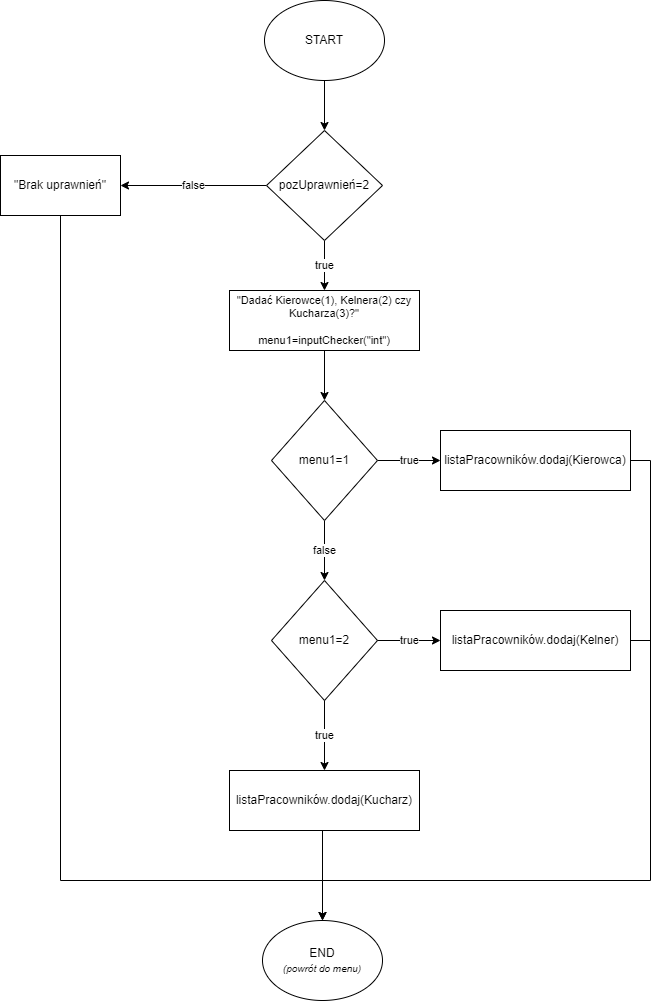 START
pozUprawnień=2
false
"Brak uprawnień"
true
"Dadać Kierowce(1), Kelnera(2) czy
Kucharza(3)?"
menu1=inputChecker("int")
menu1=1
true
listaPracowników.dodaj(Kierowca)
false
menu1=2
true
listaPracowników.dodaj(Kelner)
true
listaPracowników.dodaj(Kucharz)
END
(powrót do menu)